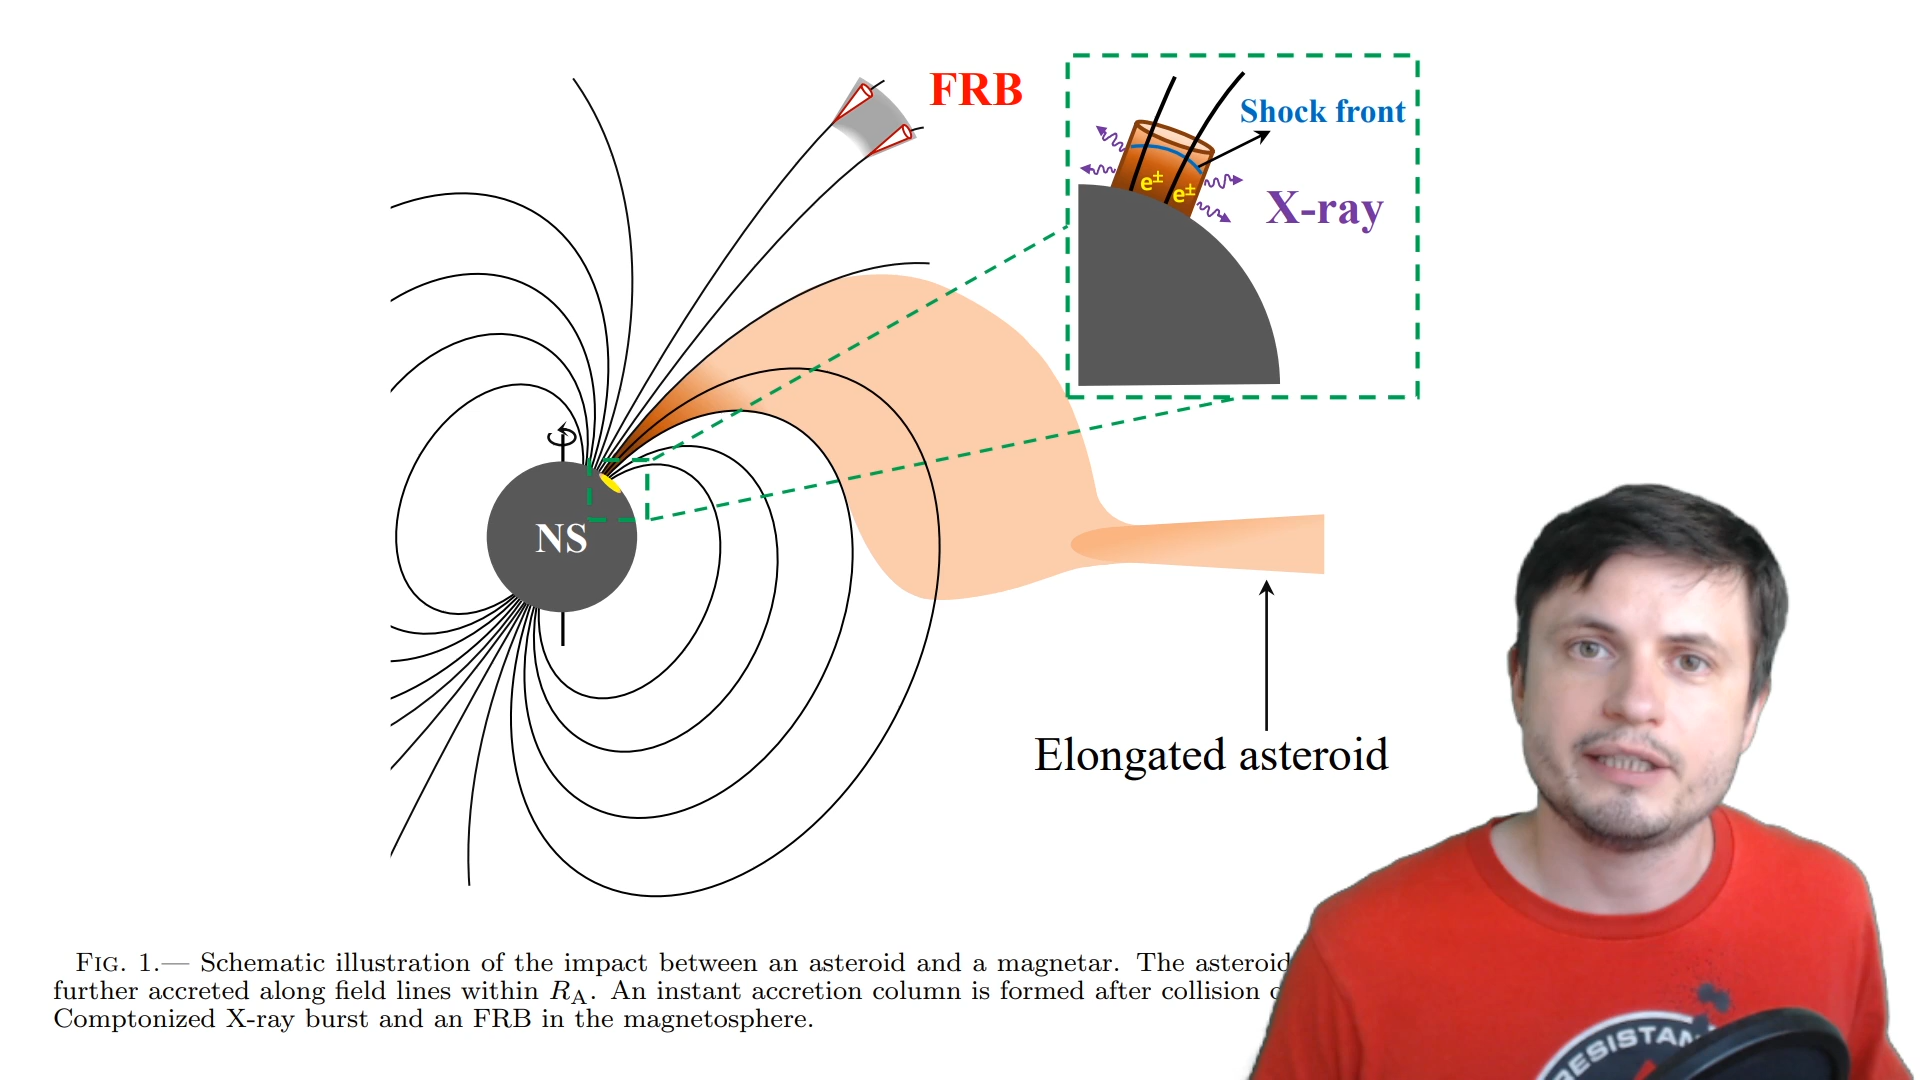 FRB
Shock front
e±
e±
X-ray
NS
Elongated asteroid
FIG. 1.— Schematic illustration of the impact between an asteroid and a magnetar. The asteroid
further accreted along field lines within RA. An instant accretion column is formed after collision
Comptonized X-ray burst and an FRB in the magnetosphere.